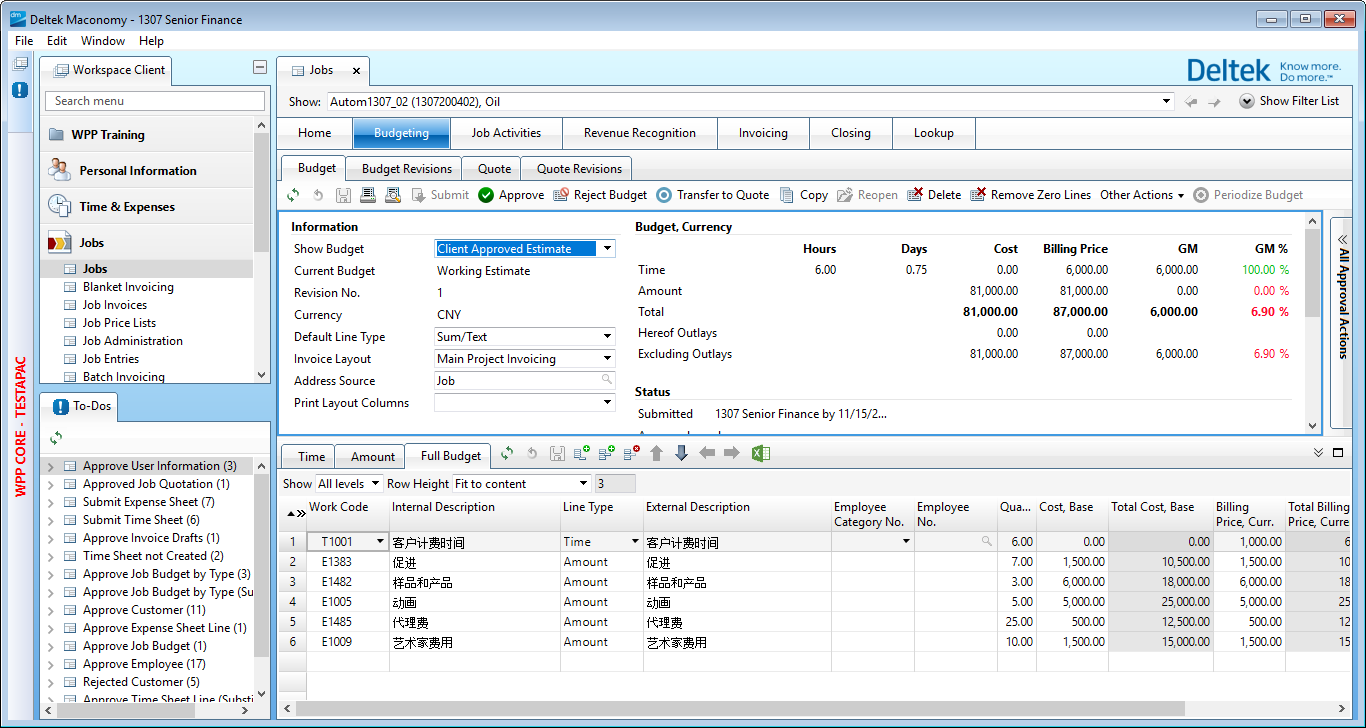 Deltek Maconomy - 1307 Senior Finance
File Edit Window Help
Workspace Client
Search menu
WPP Training
Personal Information
Time & Expenses
Jobs
Jobs
Blanket Invoicing
Job Invoices
Job Price Lists
Job Administration
Job Entries
Batch Invoicing
WPP CORE - TESTAPAC
To-Dos
Approve User Information (3)
Approved Job Quotation (1)
Submit Expense Sheet (7)
Submit Time Sheet (6)
Approve Invoice Drafts (1)
Time Sheet not Created (2)
Approve Job Budget by Type (3)
Approve Job Budget by Type (Su
Approve Customer (11)
Approve Expense Sheet Line (1)
Approve Job Budget (1)
Approve Employee (17)
Rejected Customer (5)
Approve Time Sheet Line (Substi
Jobs
Deltek Know more.
Do more.™
Show: Autom1307_02 (1307200402), Oil Show Filter List
Home Budgeting Job Activities Revenue Recognition Invoicing Closing Lookup
Budget Budget Revisions Quote Quote Revisions
Submit Approve Reject Budget Transfer to Quote Copy Reopen Delete Remove Zero Lines Other Actions Periodize Budget
Information
Show Budget Client Approved Estimate
Current Budget Working Estimate
Revision No. 1
Currency CNY
Default Line Type Sum/Text
Invoice Layout Main Project Invoicing
Address Source Job
Print Layout Columns
Budget, Currency
Hours Days Cost Billing Price GM GM %
Time 6.00 0.75 0.00 6,000.00 6,000.00 100.00 %
Amount 81,000.00 81,000.00 0.00 0.00 %
Total 81,000.00 87,000.00 6,000.00 6.90 %
Hereof Outlays 0.00 0.00
Excluding Outlays 81,000.00 87,000.00 6,000.00 6.90 %
Status
Submitted 1307 Senior Finance by 11/15/2...
All Approval Actions
Time Amount Full Budget
Show All levels Row Height Fit to content 3
Work Code Internal Description Line Type External Description Employee Category No. Employee No. Qua... Cost, Base Total Cost, Base Billing Price, Curr. Total Billing Price, Curre
1 T1001 客户计费时间 Time 客户计费时间 6.00 0.00 0.00 1,000.00 6
2 E1383 促进 Amount 促进 7.00 1,500.00 10,500.00 1,500.00 10
3 E1482 样品和产品 Amount 样品和产品 3.00 6,000.00 18,000.00 6,000.00 18
4 E1005 动画 Amount 动画 5.00 5,000.00 25,000.00 5,000.00 25
5 E1485 代理费 Amount 代理费 25.00 500.00 12,500.00 500.00 12
6 E1009 艺术家费用 Amount 艺术家费用 10.00 1,500.00 15,000.00 1,500.00 15